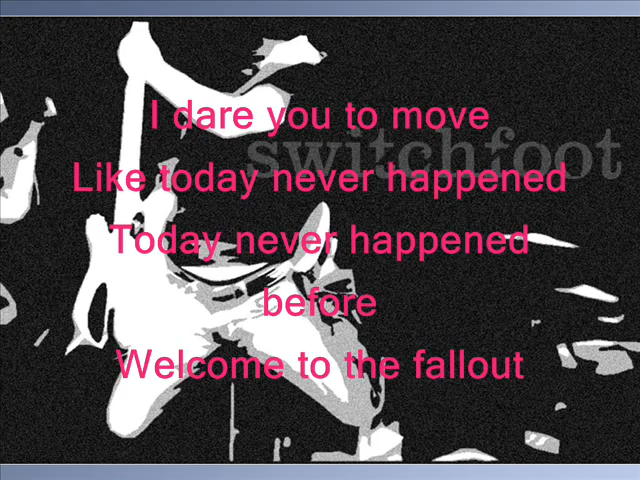 I dare you to move
switchfoot
Like today never happened
Today never happened
before
Welcome to the fallout